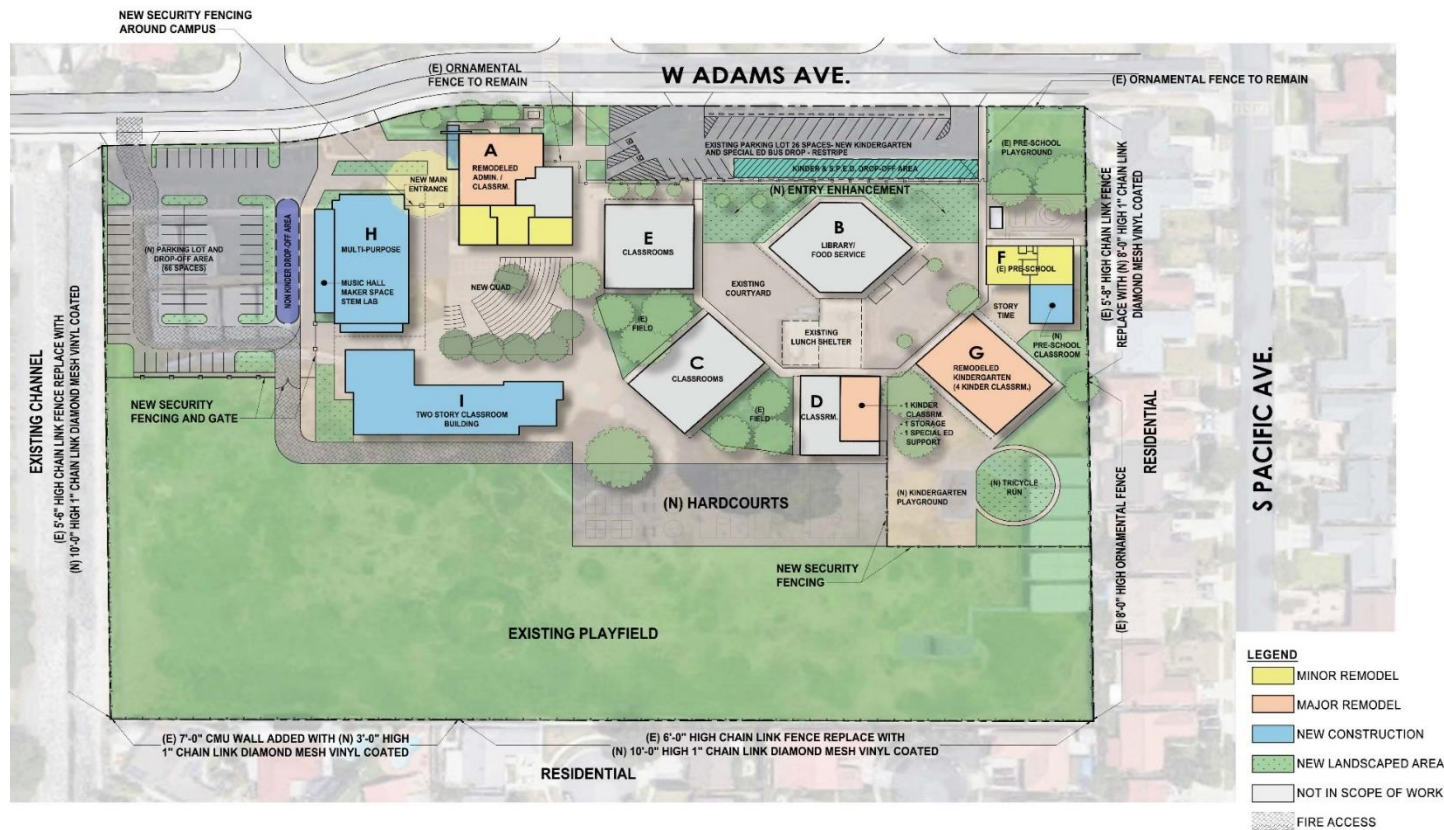 NEW SECURITY FENCING
AROUND CAMPUS
(E) ORNAMENTAL
FENCE TO REMAIN
W ADAMS AVE.
(E) ORNAMENTAL FENCE TO REMAIN
A
REMODELED
ADMIN. /
CLASSRM.
NEW MAIN
ENTRANCE
EXISTING PARKING LOT 26 SPACES- NEW KINDERGARTEN
AND SPECIAL ED BUS DROP - RESTRIPE
KINDER & S.P.E.D. DROP-OFF AREA
(N) ENTRY ENHANCEMENT
(E) PRE-SCHOOL
PLAYGROUND
(E) 5'-8" HIGH CHAIN LINK FENCE
REPLACE WITH (N) 8'-0" HIGH 1" CHAIN LINK
DIAMOND MESH VINYL COATED
H
MULTI-PURPOSE
MUSIC HALL
MAKER SPACE
STEM LAB
(N) PARKING LOT AND
DROP-OFF AREA
(66 SPACES)
NON KINDER DROP-OFF AREA
NEW QUAD
E
CLASSROOMS
B
LIBRARY/
FOOD SERVICE
EXISTING
COURTYARD
EXISTING
LUNCH SHELTER
F
(E) PRE-SCHOOL
STORY
TIME
(N)
PRE-SCHOOL
CLASSROOM
(E)
FIELD
C
CLASSROOMS
G
REMODELED
KINDERGARTEN
(4 KINDER CLASSRM.)
D
CLASSRM.
- 1 KINDER
CLASSRM.
- 1 STORAGE
- 1 SPECIAL ED
SUPPORT
(E)
FIELD
I
TWO STORY CLASSROOM
BUILDING
NEW SECURITY
FENCING AND GATE
EXISTING CHANNEL
(E) 5'-6" HIGH CHAIN LINK FENCE REPLACE WITH
(N) 10'-0" HIGH 1" CHAIN LINK DIAMOND MESH VINYL COATED
(N) HARDCOURTS
(N) KINDERGARTEN
PLAYGROUND
(N) TRICYCLE
RUN
NEW SECURITY
FENCING
(E) 8'-0" HIGH ORNAMENTAL FENCE
RESIDENTIAL
S PACIFIC AVE.
EXISTING PLAYFIELD
(E) 7'-0" CMU WALL ADDED WITH (N) 3'-0" HIGH
1" CHAIN LINK DIAMOND MESH VINYL COATED
(E) 6'-0" HIGH CHAIN LINK FENCE REPLACE WITH
(N) 10'-0" HIGH 1" CHAIN LINK DIAMOND MESH VINYL COATED
RESIDENTIAL
LEGEND
MINOR REMODEL
MAJOR REMODEL
NEW CONSTRUCTION
NEW LANDSCAPED AREA
NOT IN SCOPE OF WORK
FIRE ACCESS